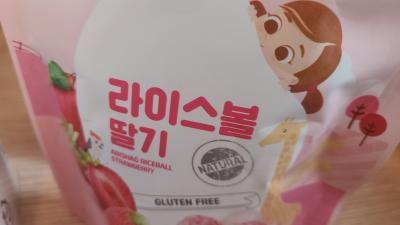 라이스볼
딸기
RICEBALL
STRAWBERRY
NATURAL
GLUTEN FREE